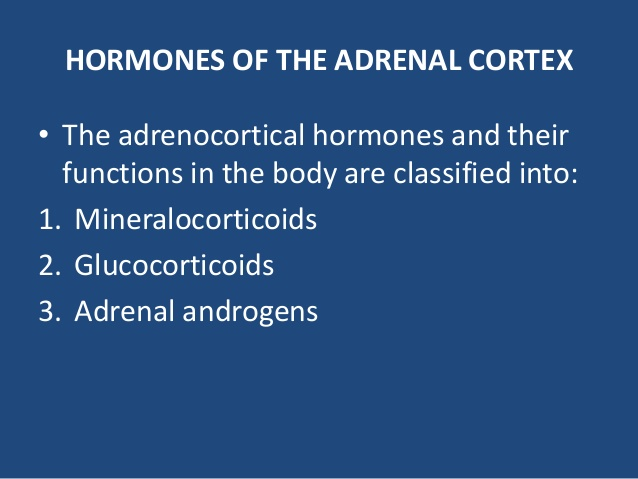 HORMONES OF THE ADRENAL CORTEX
• The adrenocortical hormones and their
functions in the body are classified into:
1. Mineralocorticoids
2. Glucocorticoids
3. Adrenal androgens